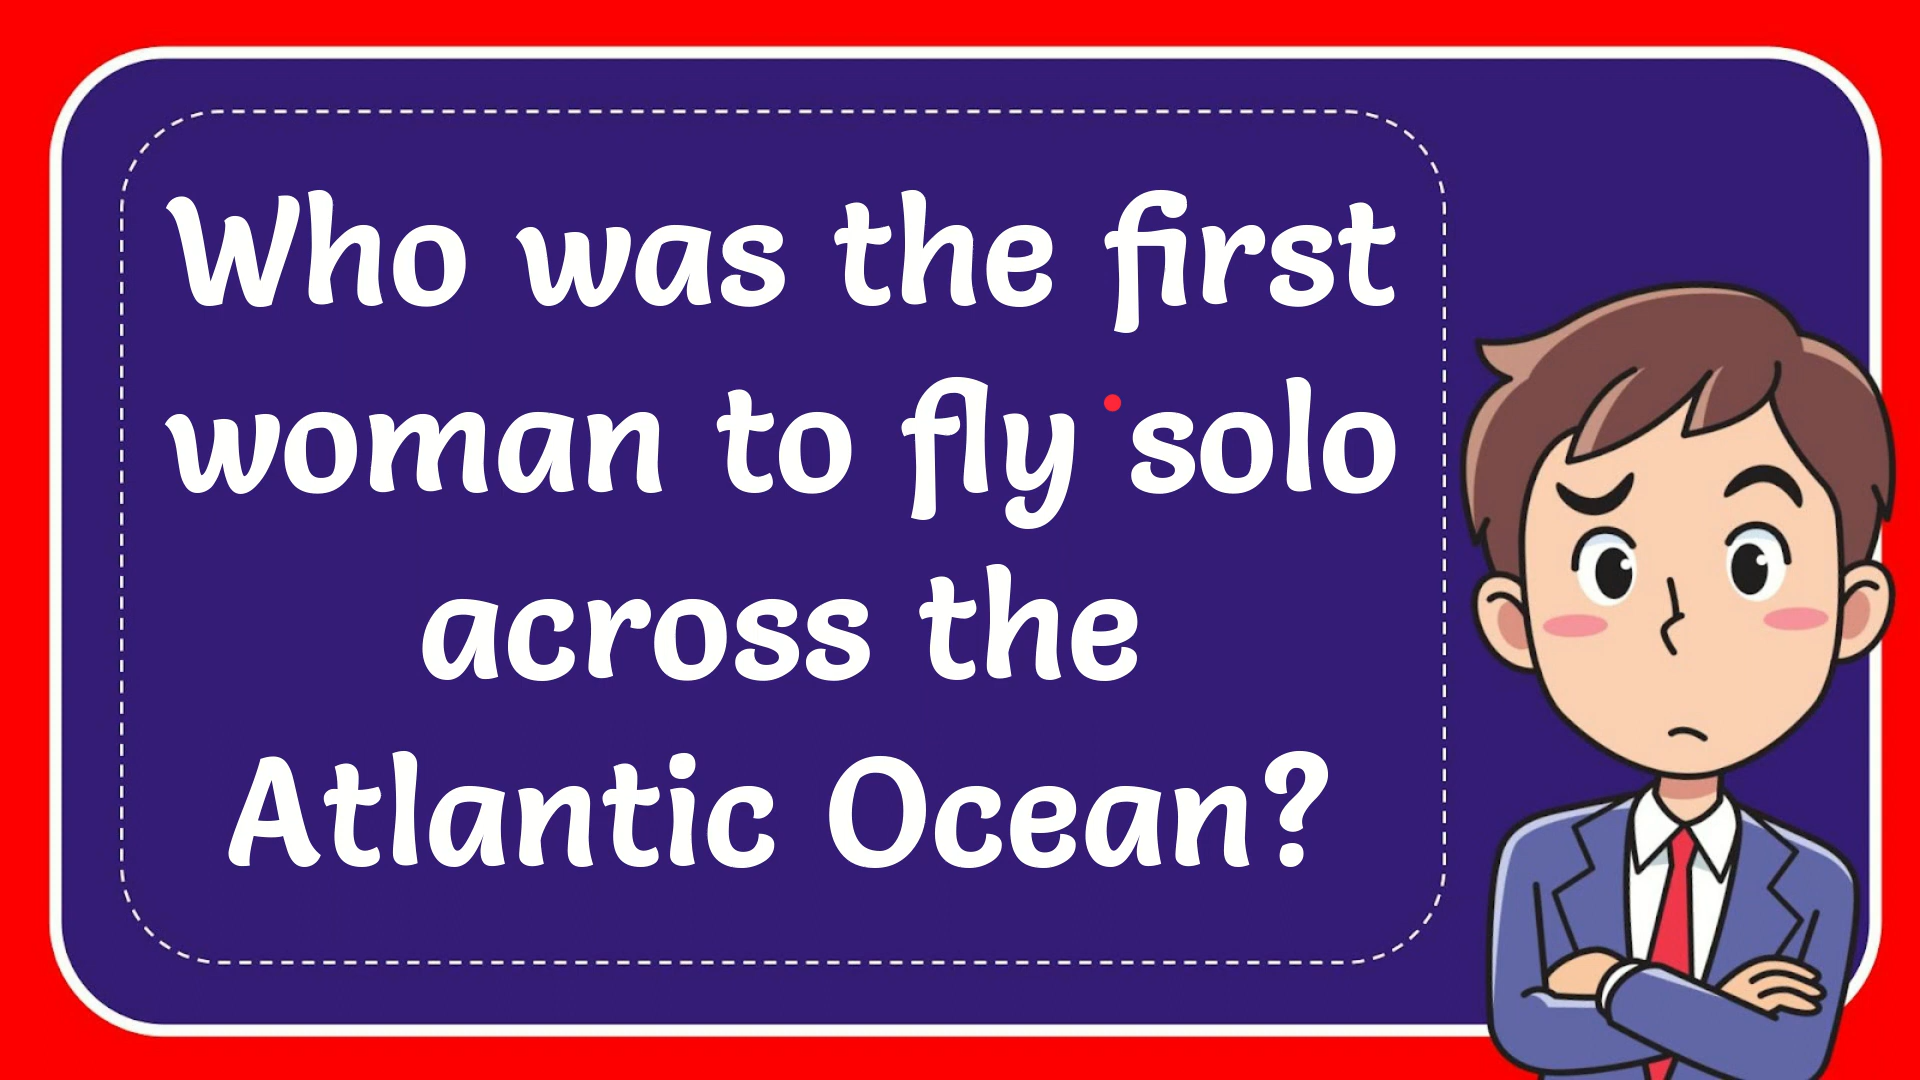 Who was the first
woman to fly solo
across the
Atlantic Ocean?